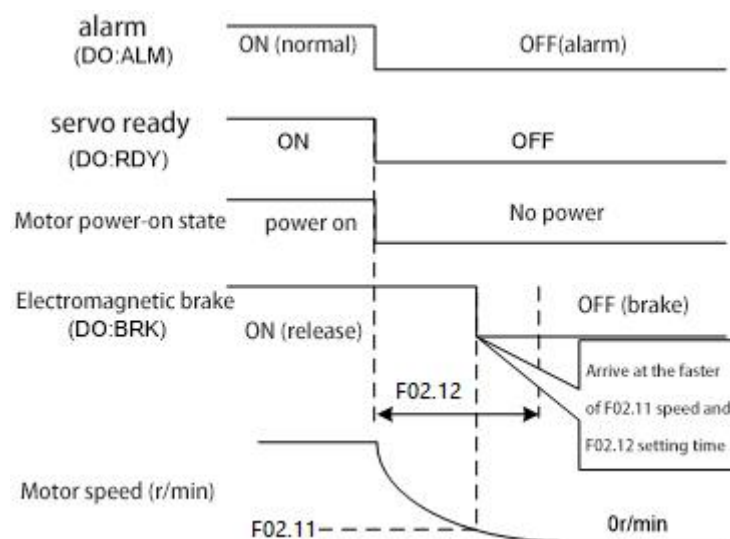 alarm
(DO:ALM)
ON (normal)
OFF(alarm)
servo ready
(DO:RDY)
ON
OFF
Motor power-on state
power on
No power
Electromagnetic brake
(DO:BRK)
ON (release)
OFF (brake)
F02.12
Arrive at the faster
of F02.11 speed and
F02.12 setting time
Motor speed (r/min)
F02.11
0r/min